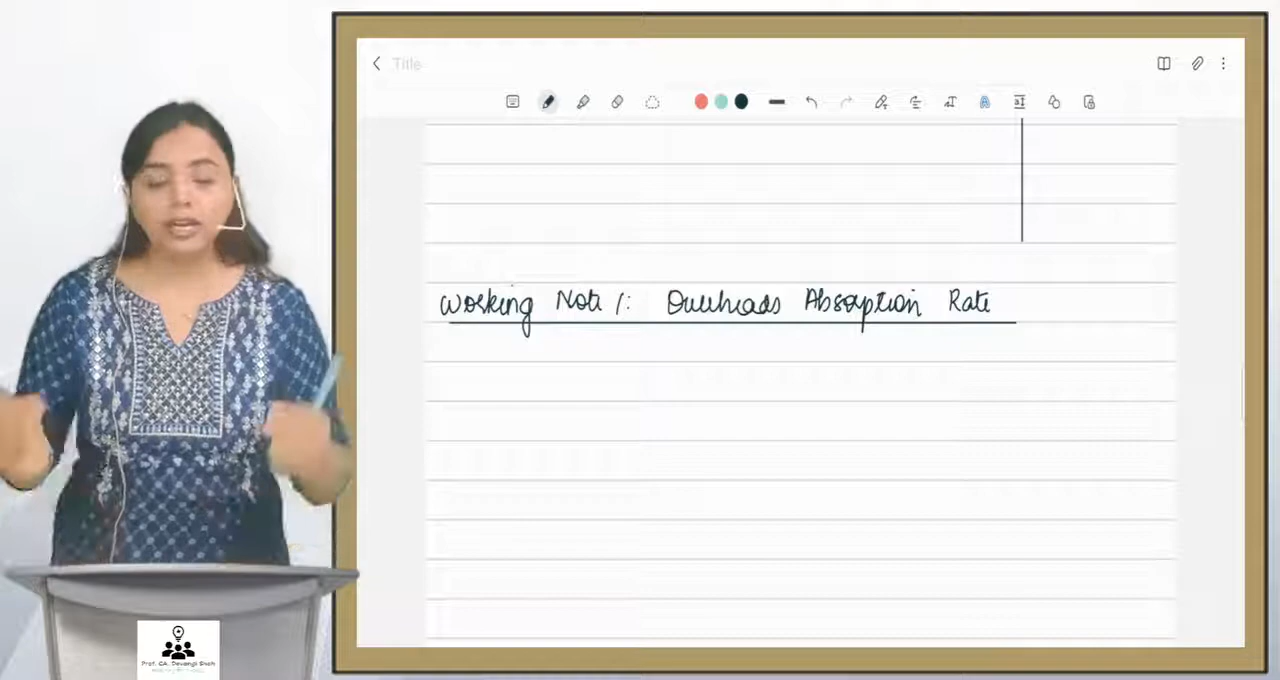 Title
Working Note 1: Overheads Absorption Rate
Prof. CA. Devangi Shah